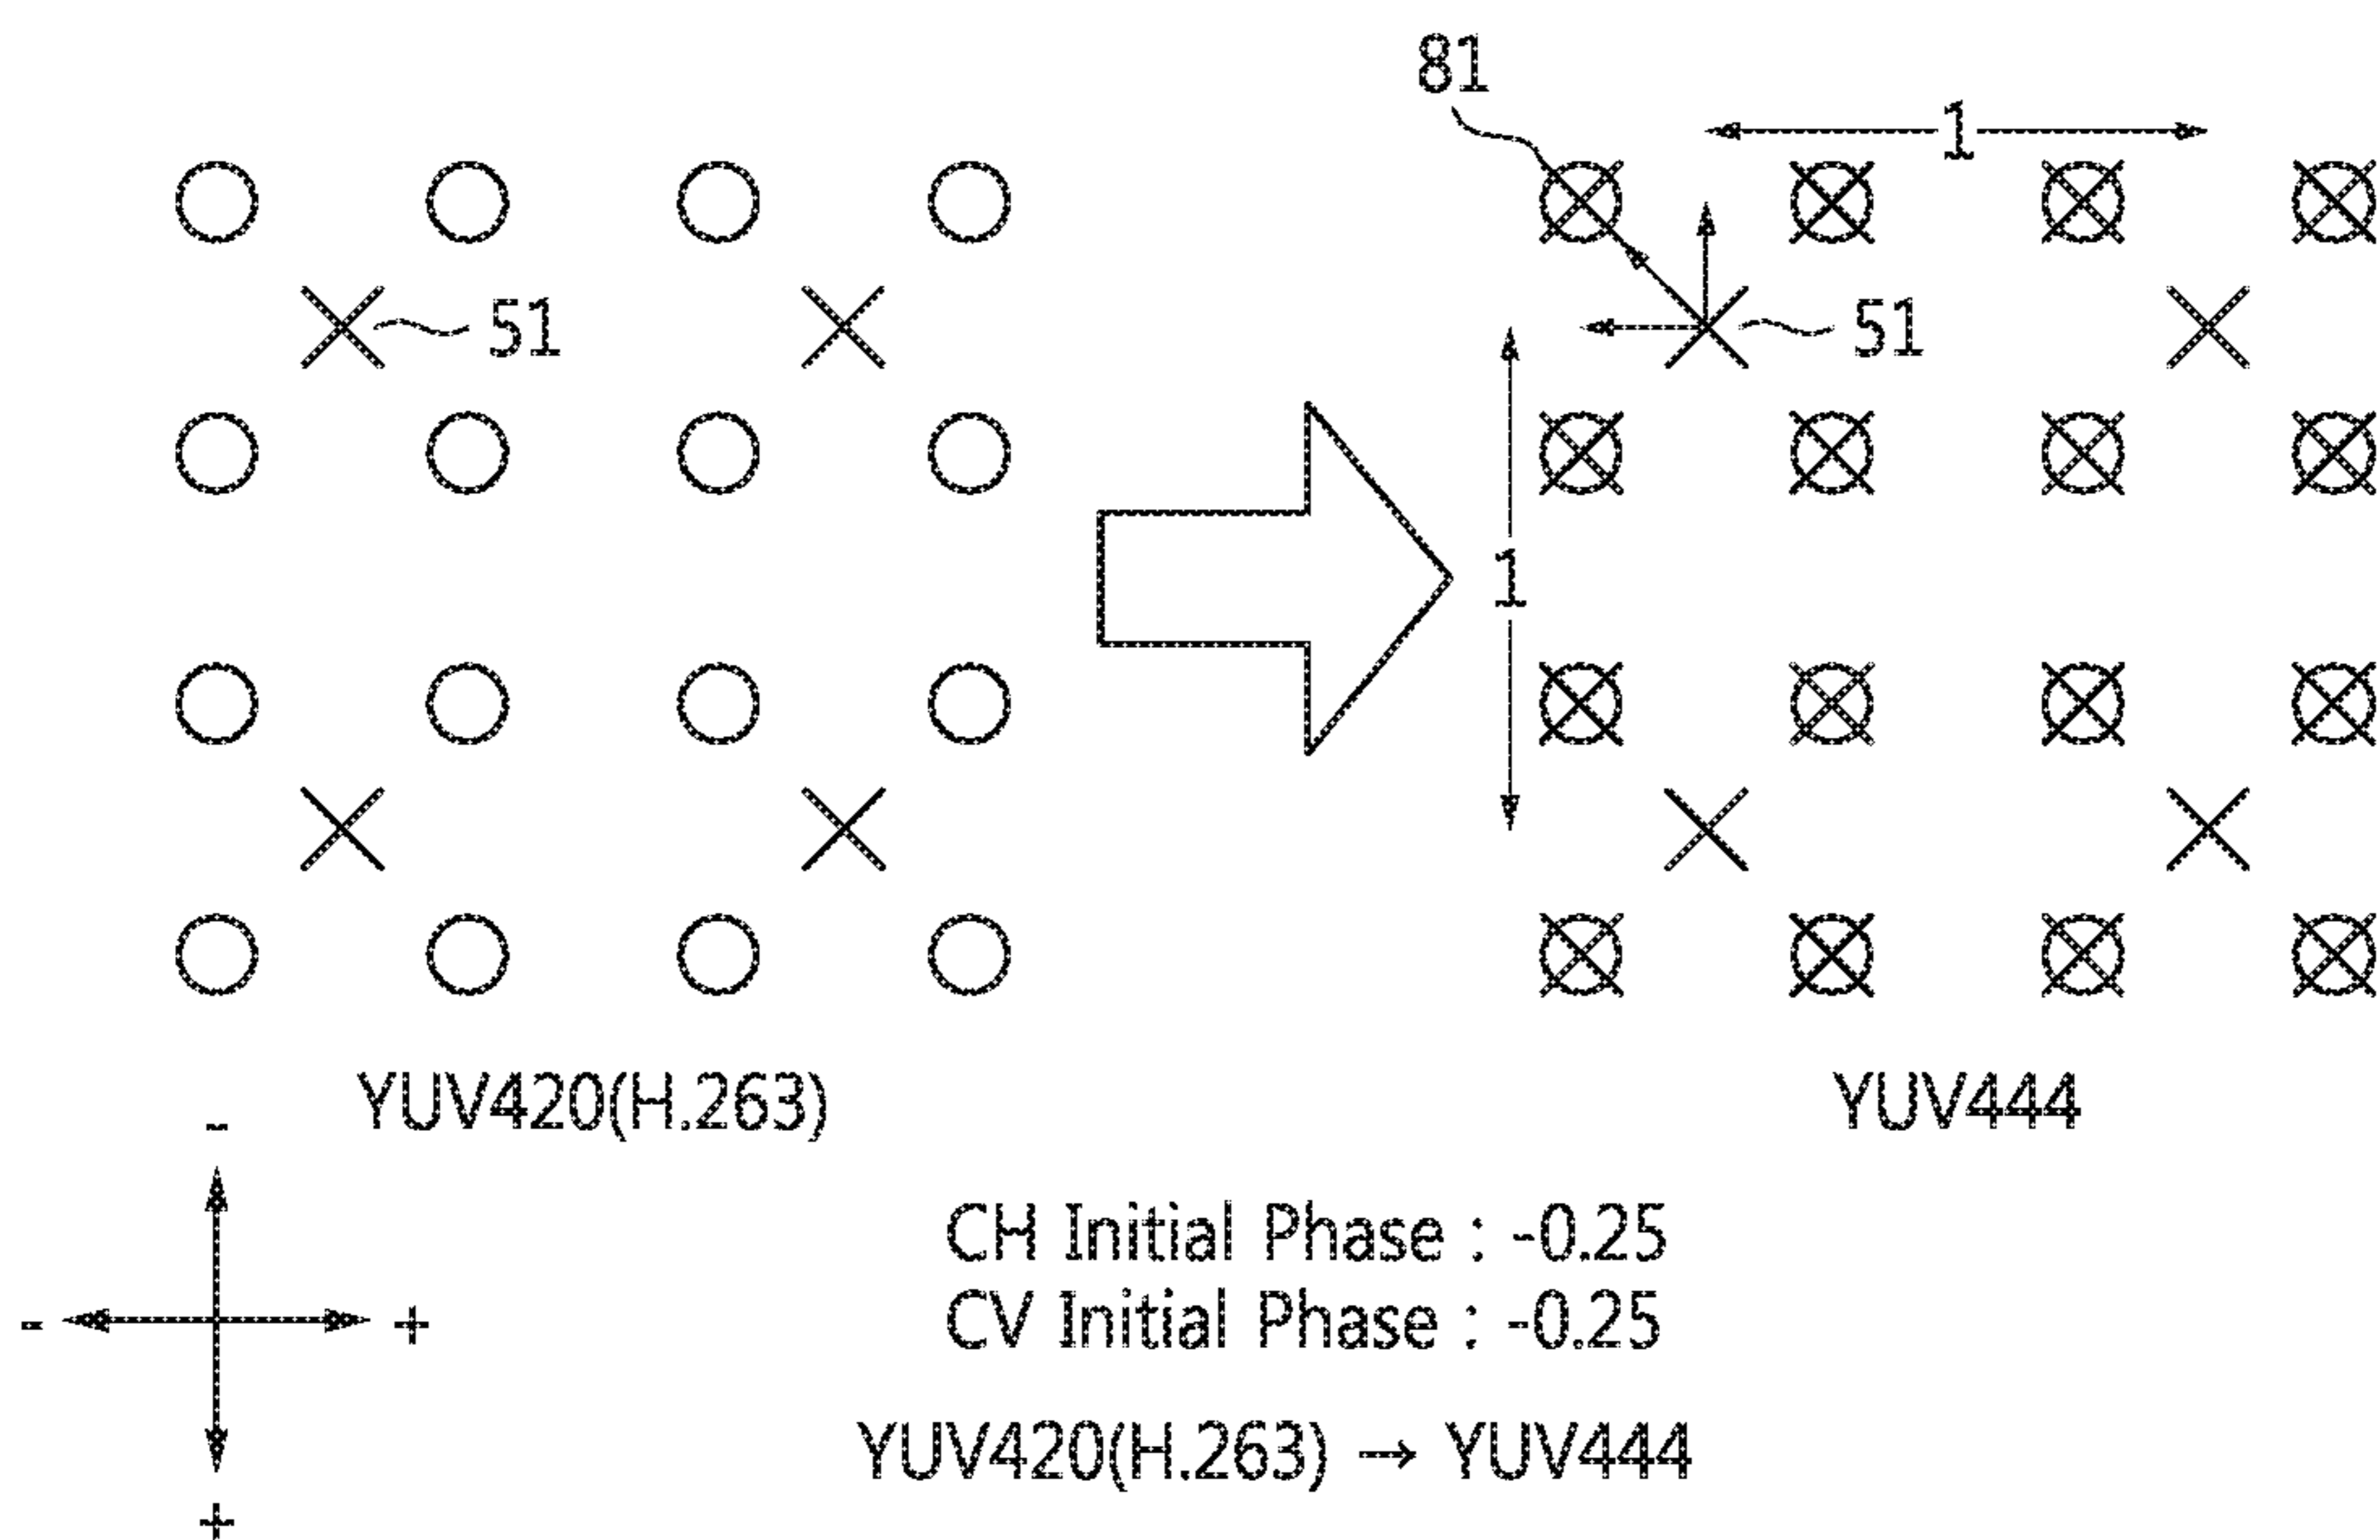 81
1
51
51
1
YUV420(H.263)
YUV444
-
- +
+
CH Initial Phase : -0.25
CV Initial Phase : -0.25
YUV420(H.263) → YUV444